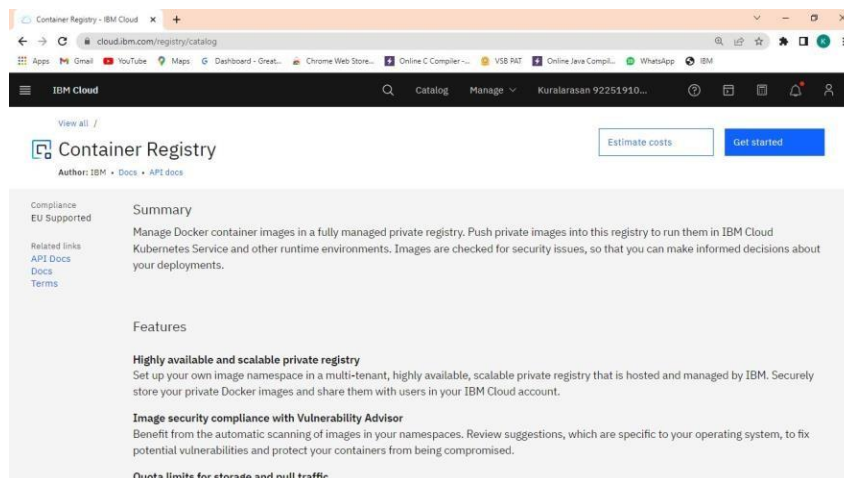 Container Registry - IBM Cloud
cloud.ibm.com/registry/catalog
Apps Gmail YouTube Maps Dashboard - Great... Chrome Web Store... Online C Compiler -... VSB PAT Online Java Compil... WhatsApp IBM
IBM Cloud Catalog Manage Kuralarasan 92251910...
View all /
Container Registry
Estimate costs
Get started
Author: IBM • Docs • API docs
Compliance
EU Supported
Related links
API Docs
Docs
Terms
Summary
Manage Docker container images in a fully managed private registry. Push private images into this registry to run them in IBM Cloud
Kubernetes Service and other runtime environments. Images are checked for security issues, so that you can make informed decisions about
your deployments.
Features
Highly available and scalable private registry
Set up your own image namespace in a multi-tenant, highly available, scalable private registry that is hosted and managed by IBM. Securely
store your private Docker images and share them with users in your IBM Cloud account.
Image security compliance with Vulnerability Advisor
Benefit from the automatic scanning of images in your namespaces. Review suggestions, which are specific to your operating system, to fix
potential vulnerabilities and protect your containers from being compromised.
Quota limits for storage and pull traffic